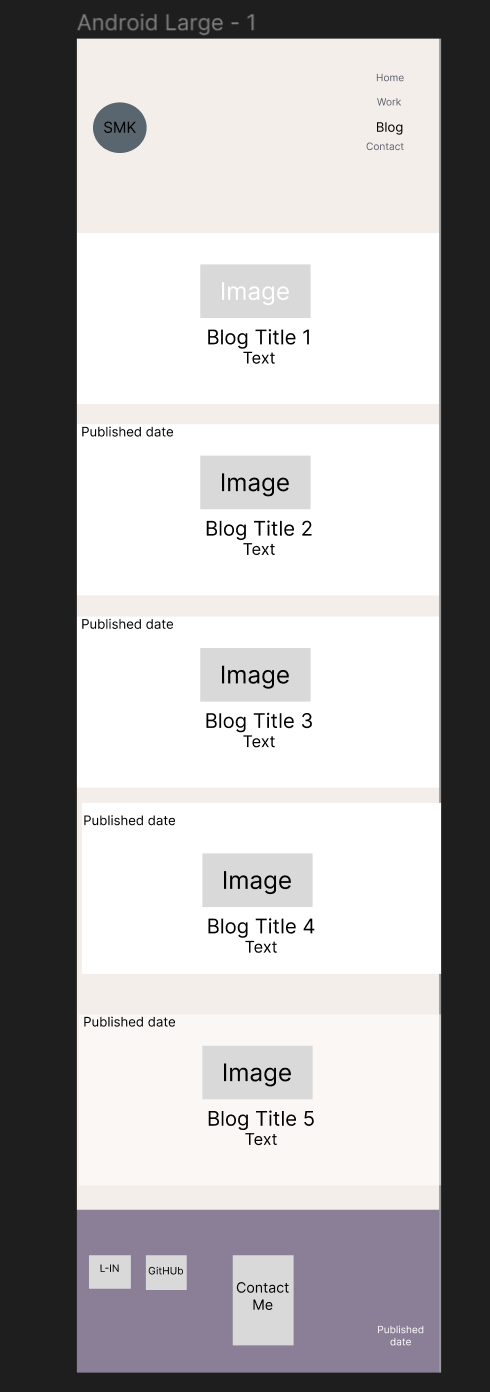 Android Large - 1
Home
Work
SMK
Blog
Contact
Image
Blog Title 1
Text
Published date
Image
Blog Title 2
Text
Published date
Image
Blog Title 3
Text
Published date
Image
Blog Title 4
Text
Published date
Image
Blog Title 5
Text
L-IN
GitHUb
Contact
Me
Published
date